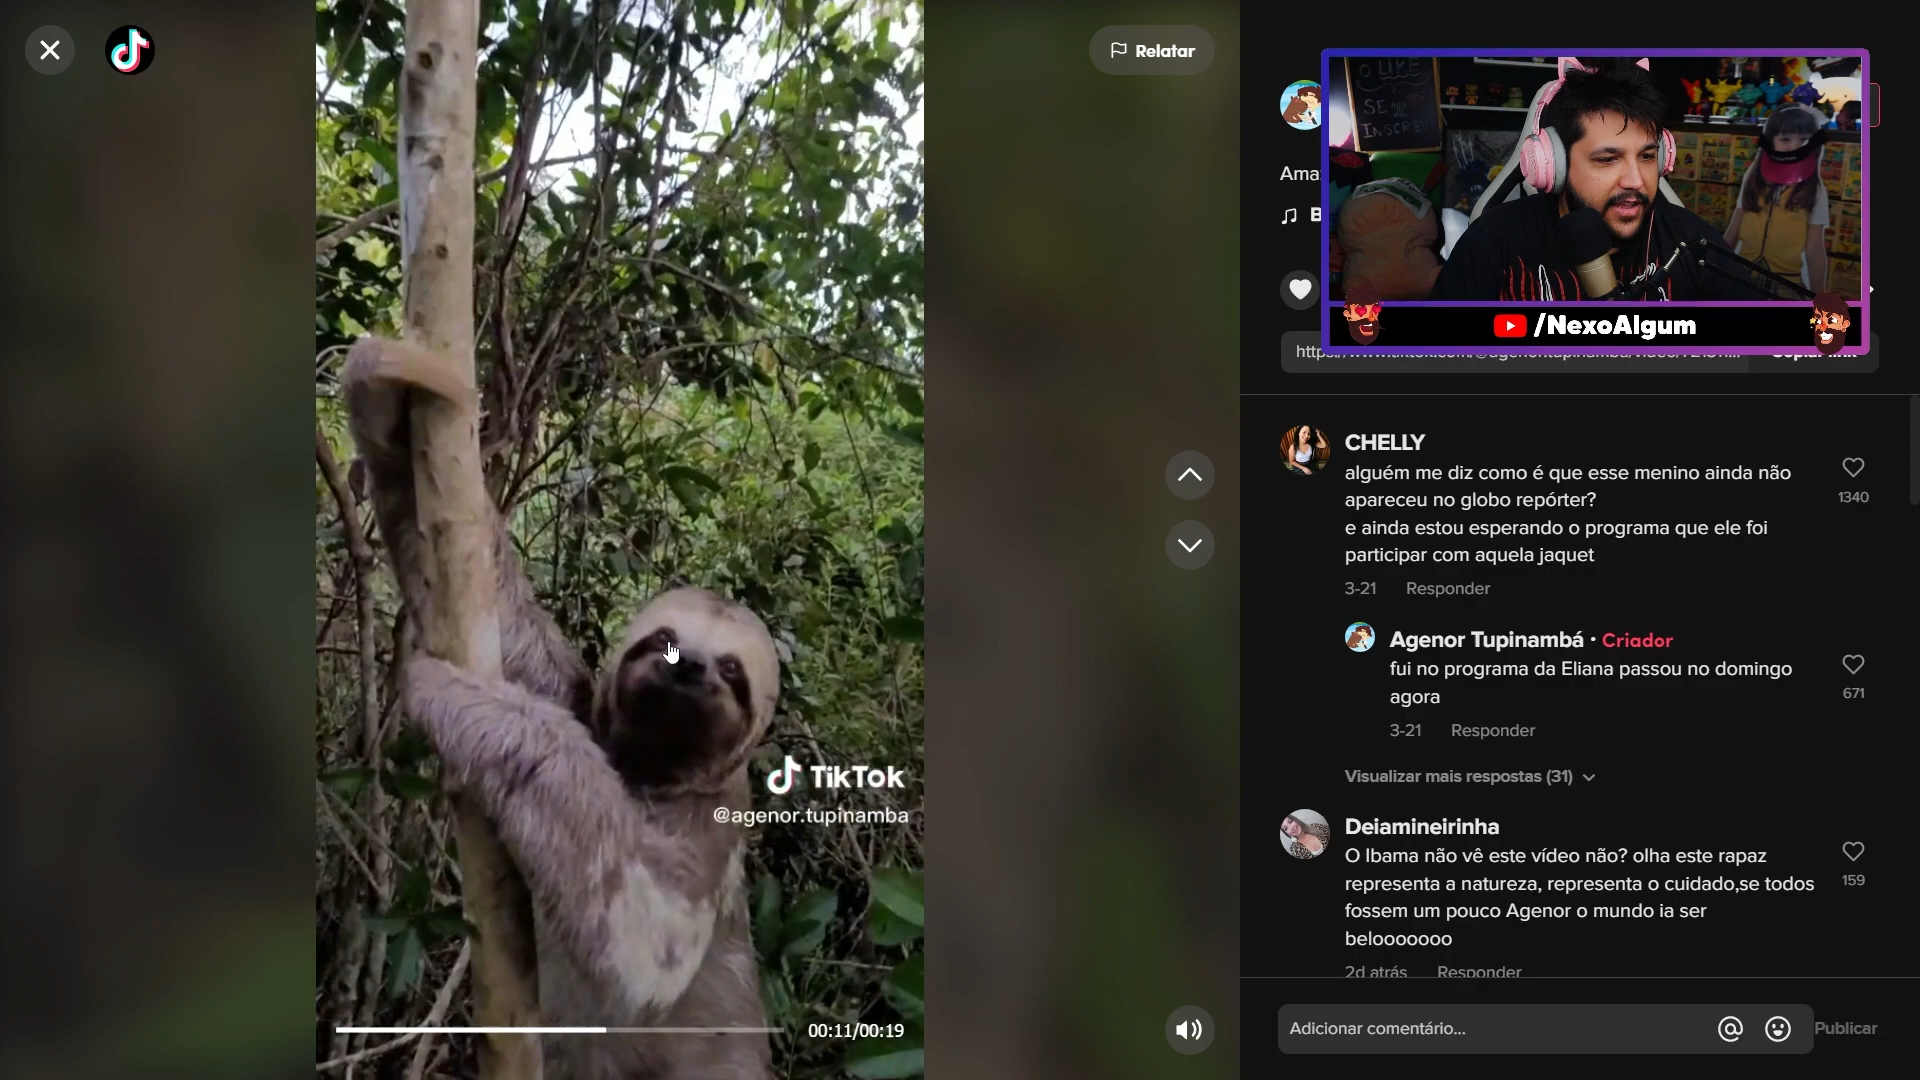 Relatar
O LIKE
SE
INSCRE
Ama
B
/NexoAlgum
TikTok
@agenor.tupinamba
00:11/00:19
CHELLY
alguém me diz como é que esse menino ainda não
apareceu no globo repórter?
e ainda estou esperando o programa que ele foi
participar com aquela jaquet
1340
3-21 Responder
Agenor Tupinambá · Criador
fui no programa da Eliana passou no domingo
agora
671
3-21 Responder
Visualizar mais respostas (31)
Deiamineirinha
O Ibama não vê este vídeo não? olha este rapaz
representa a natureza, representa o cuidado,se todos
fossem um pouco Agenor o mundo ia ser
belooooooo
159
2d atrás Responder
Adicionar comentário...
Publicar